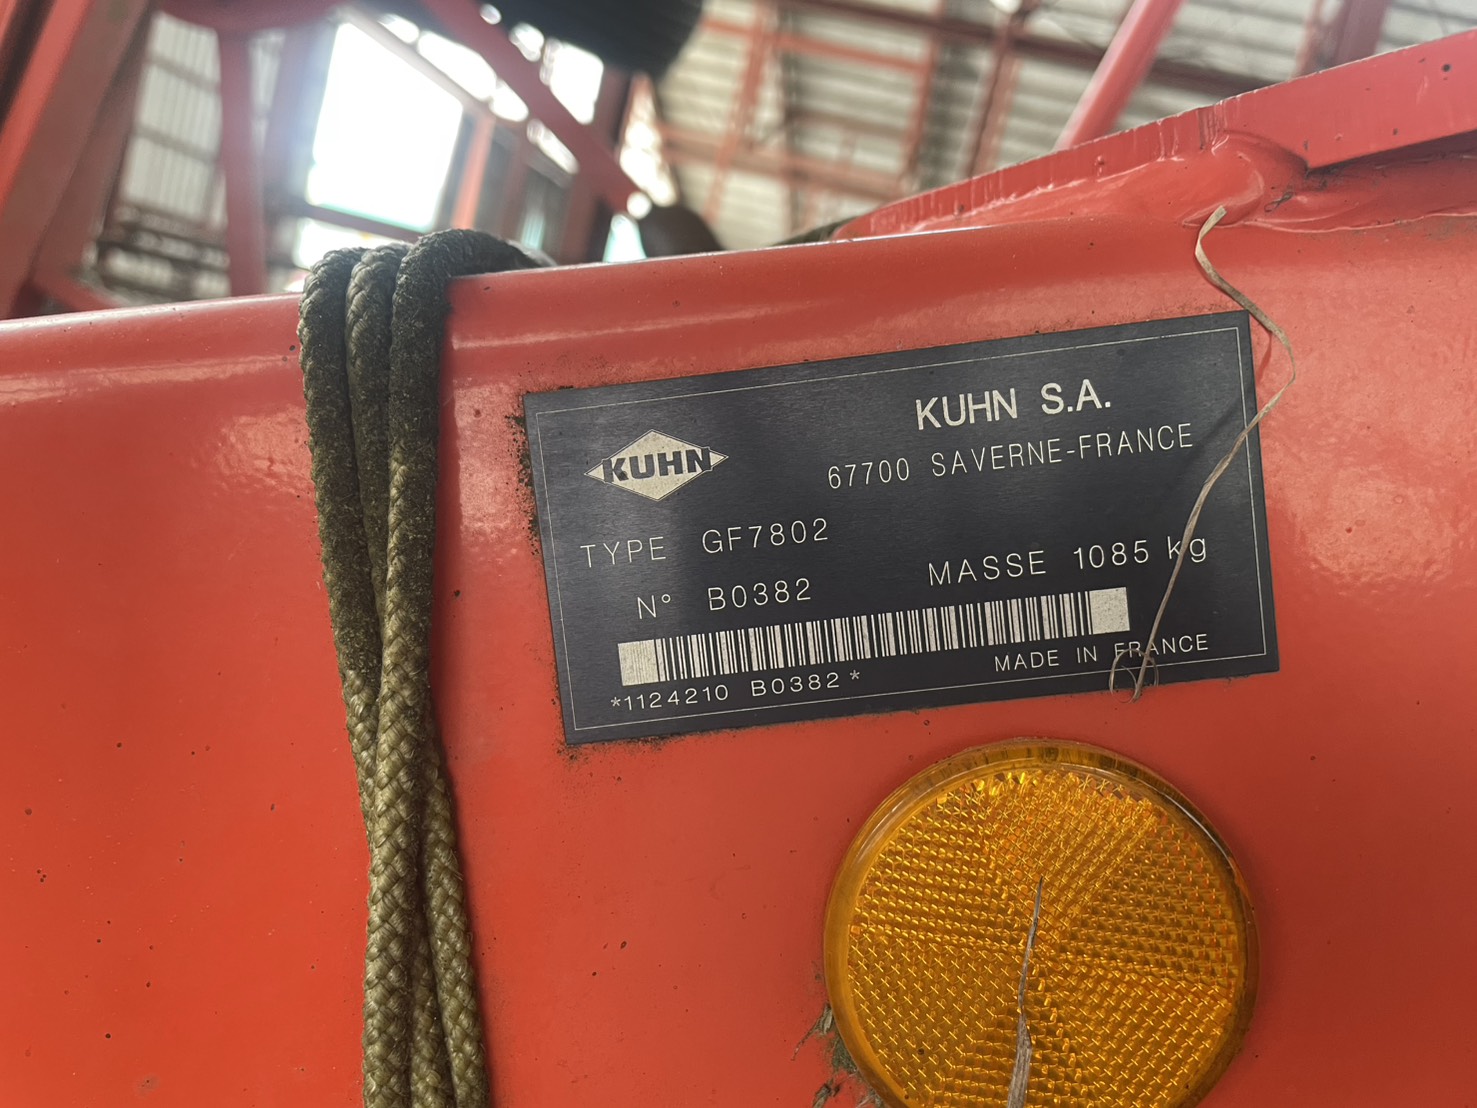 KUHN
KUHN S.A.
67700 SAVERNE-FRANCE
TYPE GF7802
N° B0382
MASSE 1085 kg
*1124210 B0382*
MADE IN FRANCE